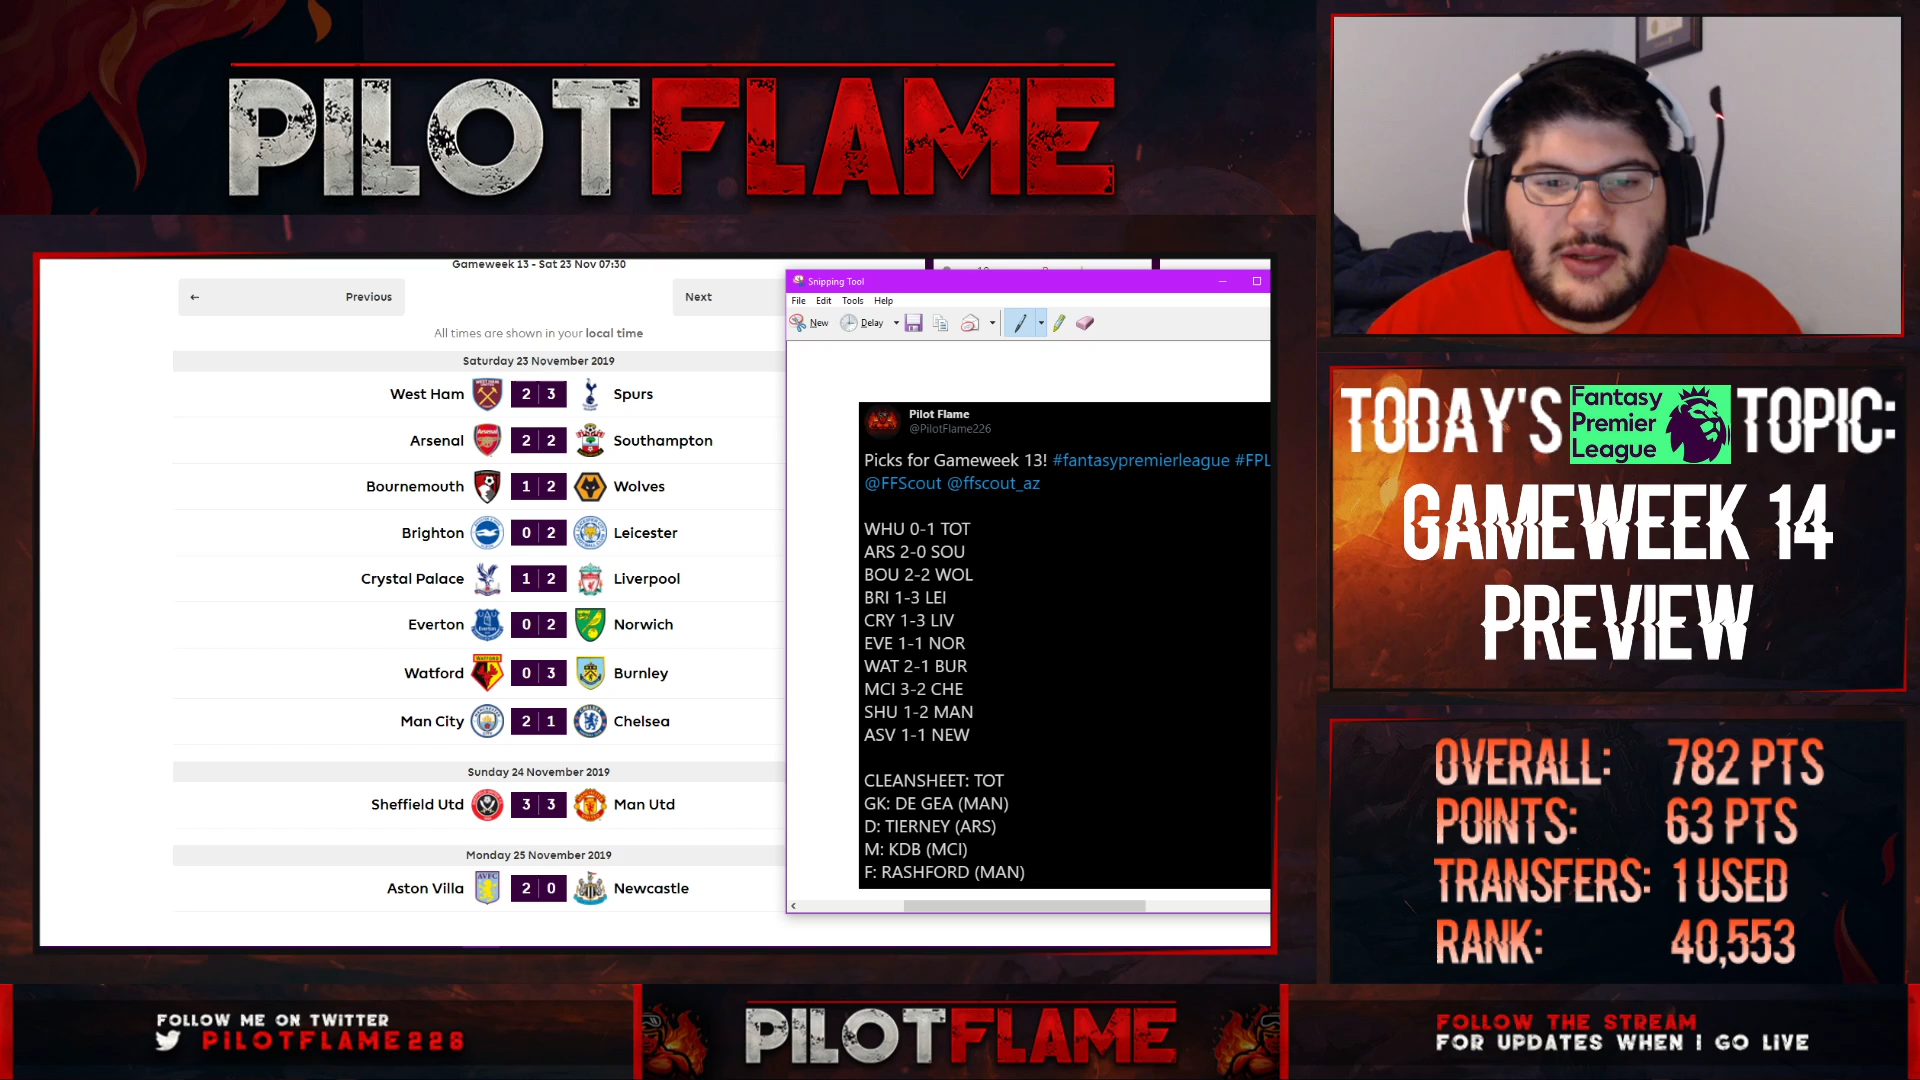 PILOTFLAME
Gameweek 13 - Sat 23 Nov 07:30
← Previous
Next
All times are shown in your local time
Saturday 23 November 2019
West Ham 2 | 3 Spurs
Arsenal 2 | 2 Southampton
Bournemouth 1 | 2 Wolves
Brighton 0 | 2 Leicester
Crystal Palace 1 | 2 Liverpool
Everton 0 | 2 Norwich
Watford 0 | 3 Burnley
Man City 2 | 1 Chelsea
Sunday 24 November 2019
Sheffield Utd 3 | 3 Man Utd
Monday 25 November 2019
Aston Villa 2 | 0 Newcastle
Snipping Tool
File Edit Tools Help
New Delay
Pilot Flame
@PilotFlame226
Picks for Gameweek 13! #fantasypremierleague #FPL
@FFScout @ffscout_az
WHU 0-1 TOT
ARS 2-0 SOU
BOU 2-2 WOL
BRI 1-3 LEI
CRY 1-3 LIV
EVE 1-1 NOR
WAT 2-1 BUR
MCI 3-2 CHE
SHU 1-2 MAN
ASV 1-1 NEW
CLEANSHEET: TOT
GK: DE GEA (MAN)
D: TIERNEY (ARS)
M: KDB (MCI)
F: RASHFORD (MAN)
TODAY'S Fantasy Premier League TOPIC:
GAMEWEEK 14
PREVIEW
OVERALL: 782 PTS
POINTS: 63 PTS
TRANSFERS: 1 USED
RANK: 40,553
FOLLOW ME ON TWITTER
PILOTFLAME226
PILOTFLAME
FOLLOW THE STREAM
FOR UPDATES WHEN I GO LIVE